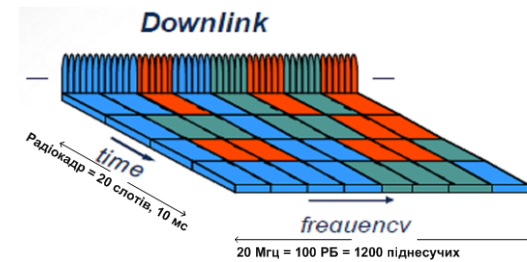 Downlink
time
Радіокадр = 20 слотів, 10 мс
frequency
20 Мгц = 100 РБ = 1200 піднесучих